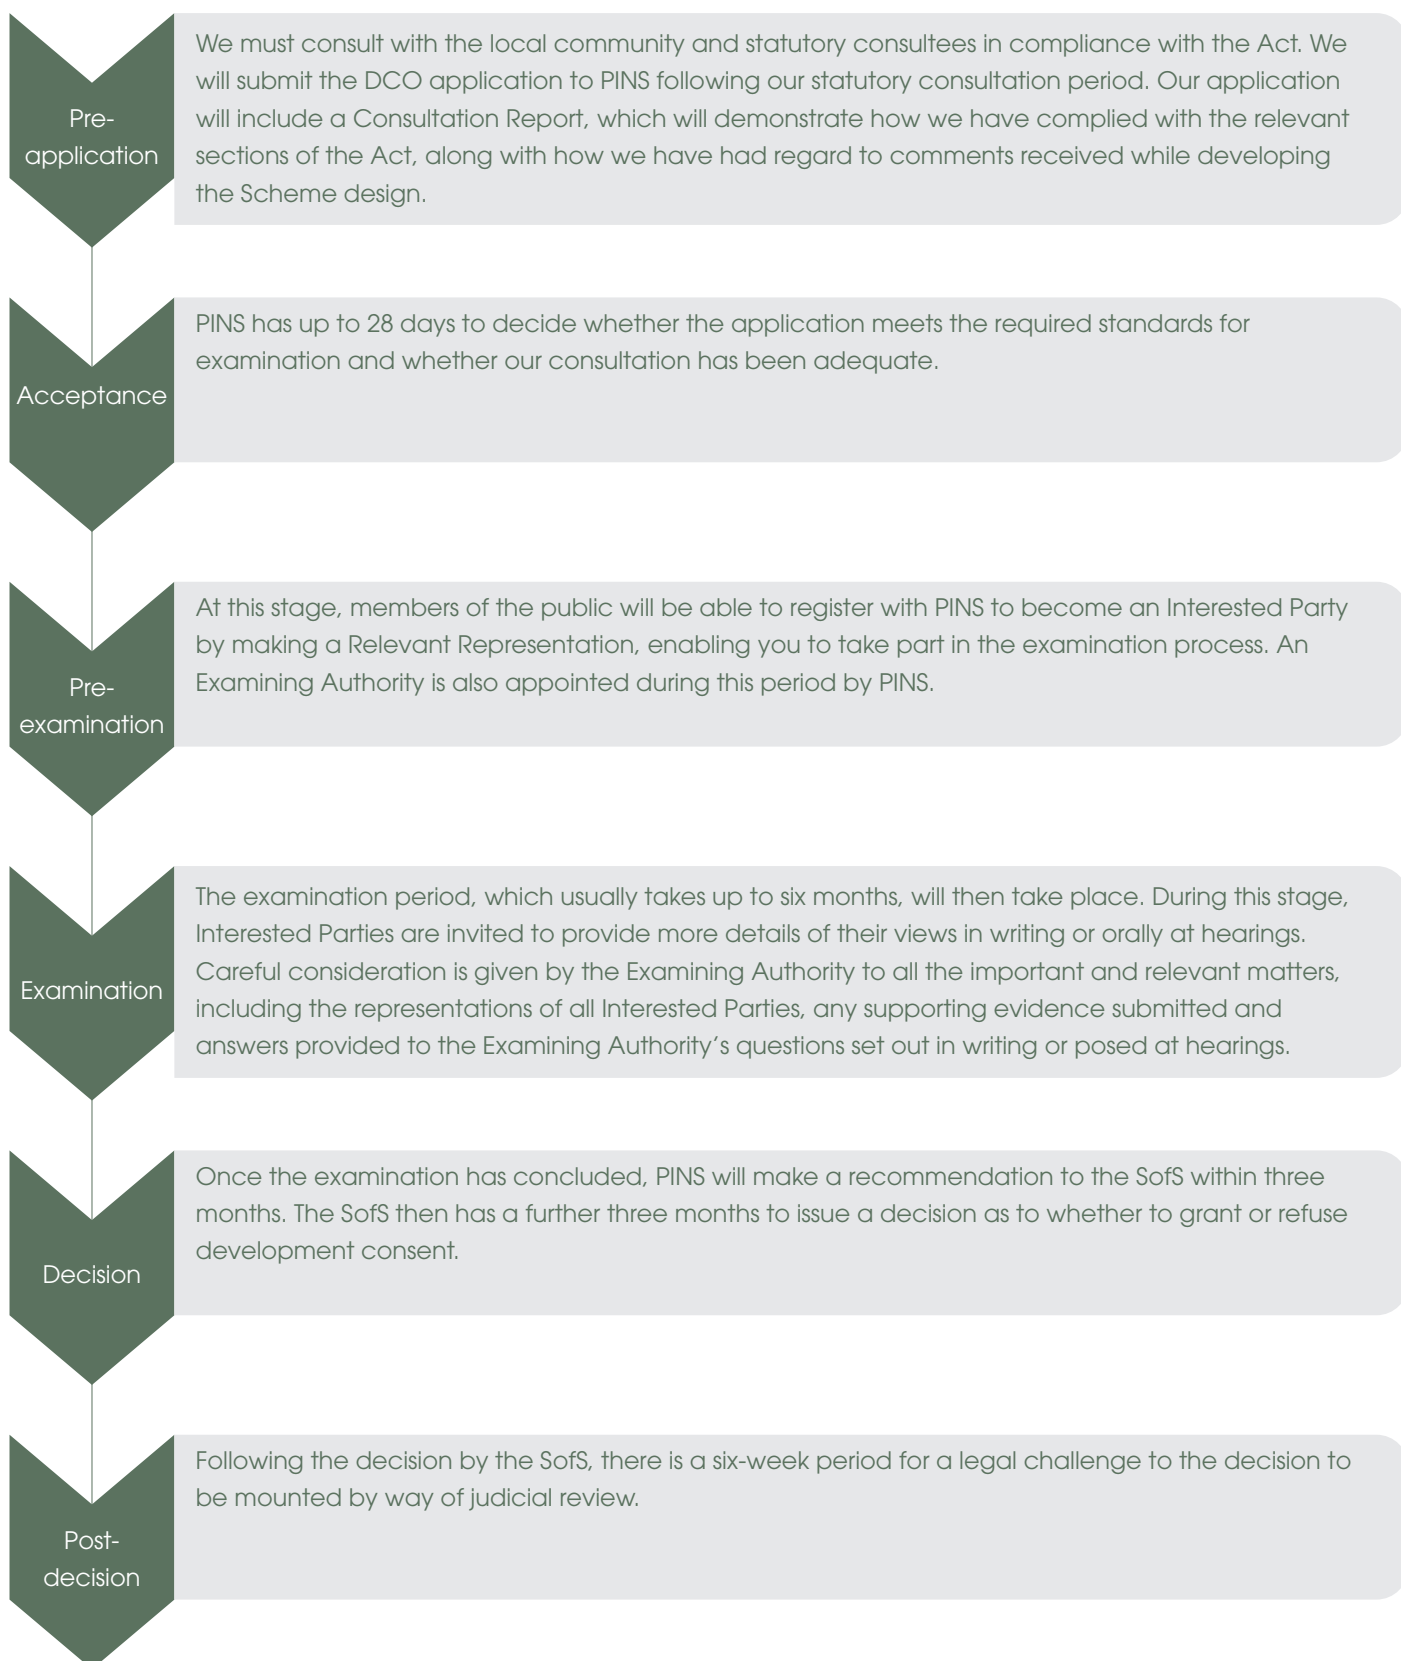 Pre-
application
We must consult with the local community and statutory consultees in compliance with the Act. We
will submit the DCO application to PINS following our statutory consultation period. Our application
will include a Consultation Report, which will demonstrate how we have complied with the relevant
sections of the Act, along with how we have had regard to comments received while developing
the Scheme design.
Acceptance
PINS has up to 28 days to decide whether the application meets the required standards for
examination and whether our consultation has been adequate.
Pre-
examination
At this stage, members of the public will be able to register with PINS to become an Interested Party
by making a Relevant Representation, enabling you to take part in the examination process. An
Examining Authority is also appointed during this period by PINS.
Examination
The examination period, which usually takes up to six months, will then take place. During this stage,
Interested Parties are invited to provide more details of their views in writing or orally at hearings.
Careful consideration is given by the Examining Authority to all the important and relevant matters,
including the representations of all Interested Parties, any supporting evidence submitted and
answers provided to the Examining Authority's questions set out in writing or posed at hearings.
Decision
Once the examination has concluded, PINS will make a recommendation to the SofS within three
months. The SofS then has a further three months to issue a decision as to whether to grant or refuse
development consent.
Post-
decision
Following the decision by the SofS, there is a six-week period for a legal challenge to the decision to
be mounted by way of judicial review.